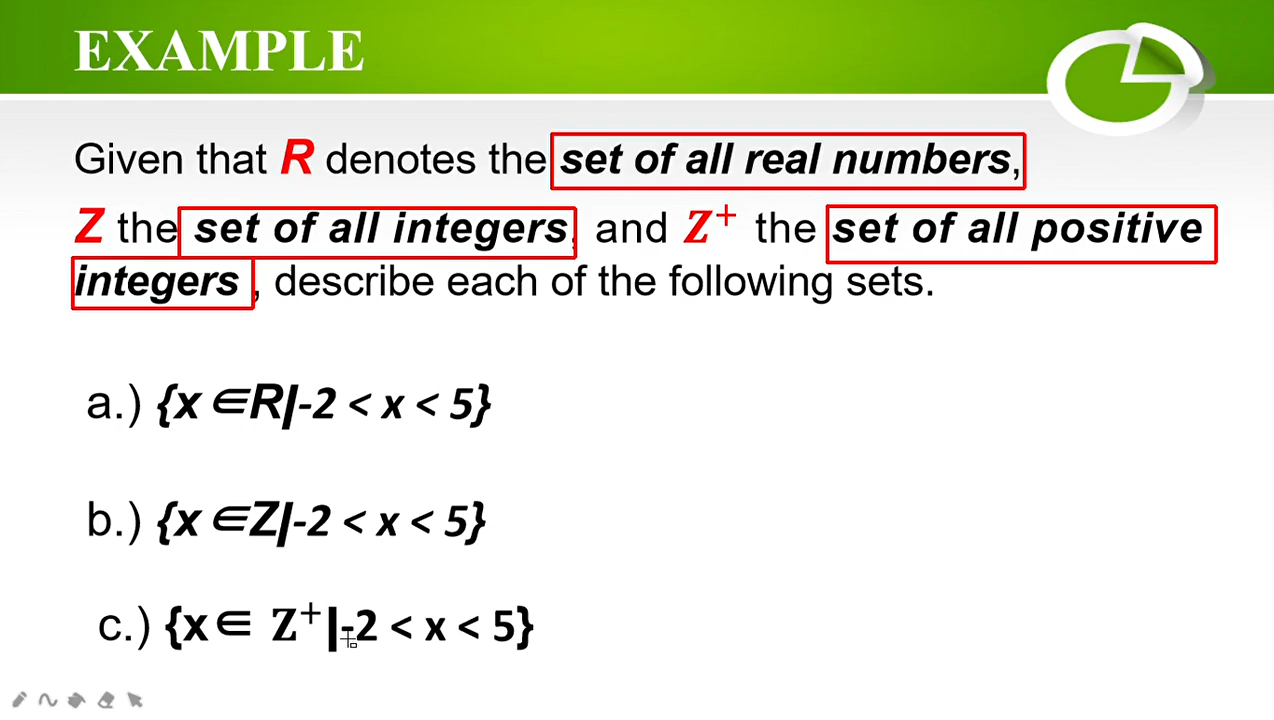 EXAMPLE
Given that R denotes the set of all real numbers,
Z the set of all integers, and Z⁺ the set of all positive
integers , describe each of the following sets.
a.) {x ∈R|-2 < x < 5}
b.) {x ∈Z|-2 < x < 5}
c.) {x∈ Z⁺|-2 < x < 5}